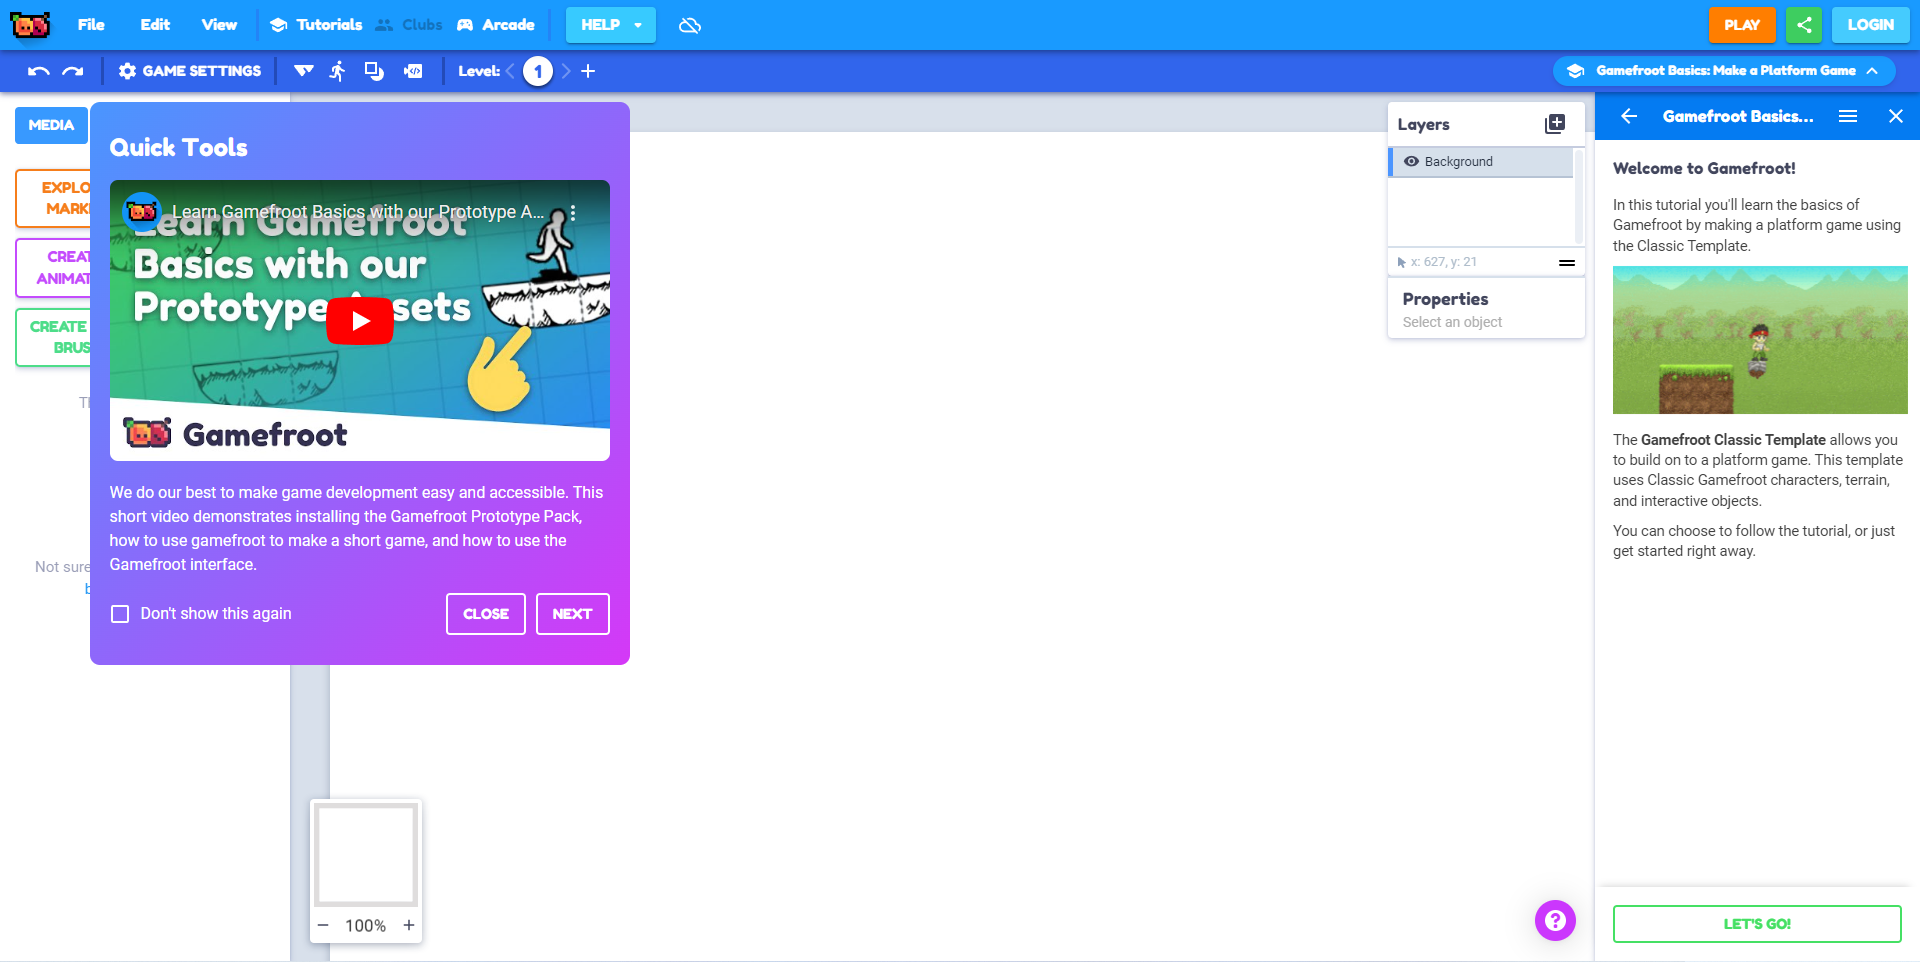 File Edit View Tutorials Clubs Arcade HELP PLAY LOGIN
GAME SETTINGS Level: 1 Gamefroot Basics: Make a Platform Game
MEDIA
Quick Tools
Learn Gamefroot Basics with our Prototype A...
Learn Gamefroot
Basics with our
Prototype
Gamefroot
We do our best to make game development easy and accessible. This
short video demonstrates installing the Gamefroot Prototype Pack,
how to use gamefroot to make a short game, and how to use the
Gamefroot interface.
Don't show this again
CLOSE NEXT
CREATE
Not sure
100%
Layers
Background
x: 627, y: 21
Properties
Select an object
Gamefroot Basics...
Welcome to Gamefroot!
In this tutorial you'll learn the basics of
Gamefroot by making a platform game using
the Classic Template.
The Gamefroot Classic Template allows you
to build on to a platform game. This template
uses Classic Gamefroot characters, terrain,
and interactive objects.
You can choose to follow the tutorial, or just
get started right away.
LET'S GO!